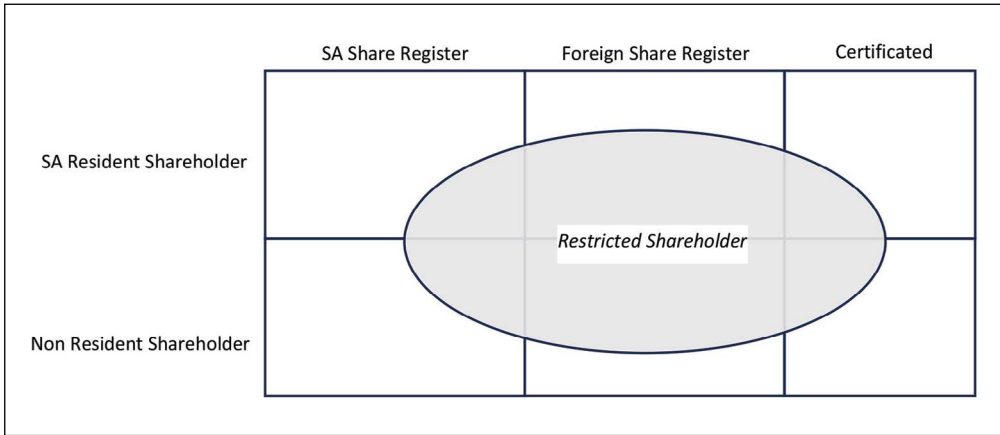 SA Share Register
Foreign Share Register
Certificated
SA Resident Shareholder
Restricted Shareholder
Non Resident Shareholder